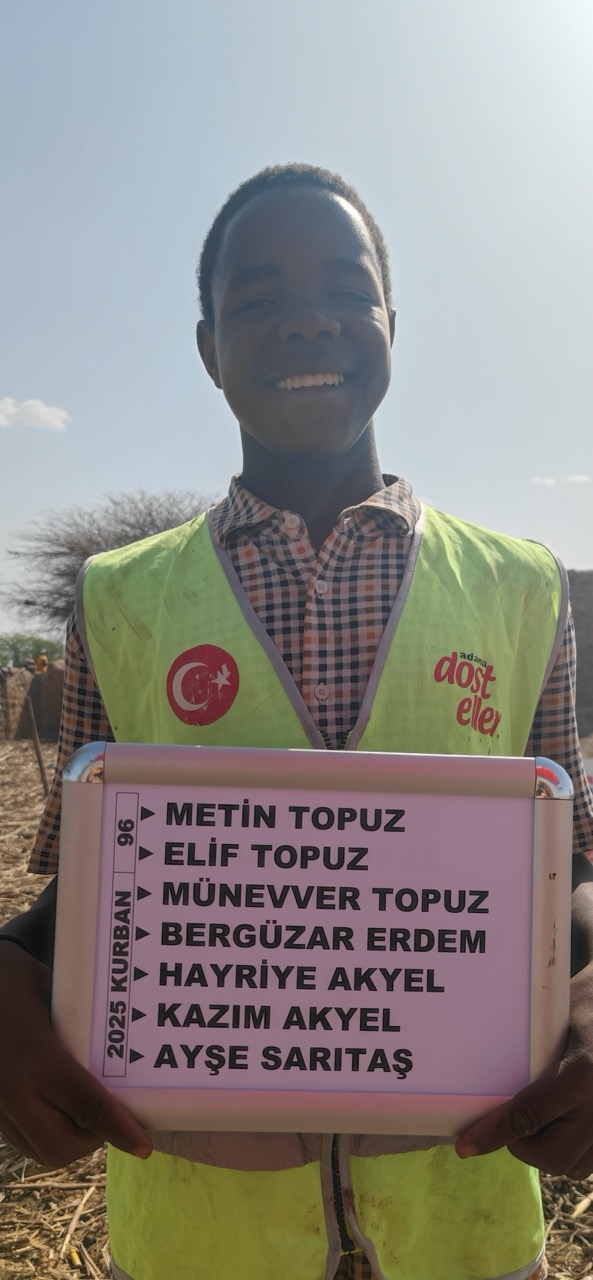 adana
dost
eller
96
2025 KURBAN
METİN TOPUZ
ELİF TOPUZ
MÜNEVVER TOPUZ
BERGÜZAR ERDEM
HAYRİYE AKYEL
KAZIM AKYEL
AYŞE SARITAŞ